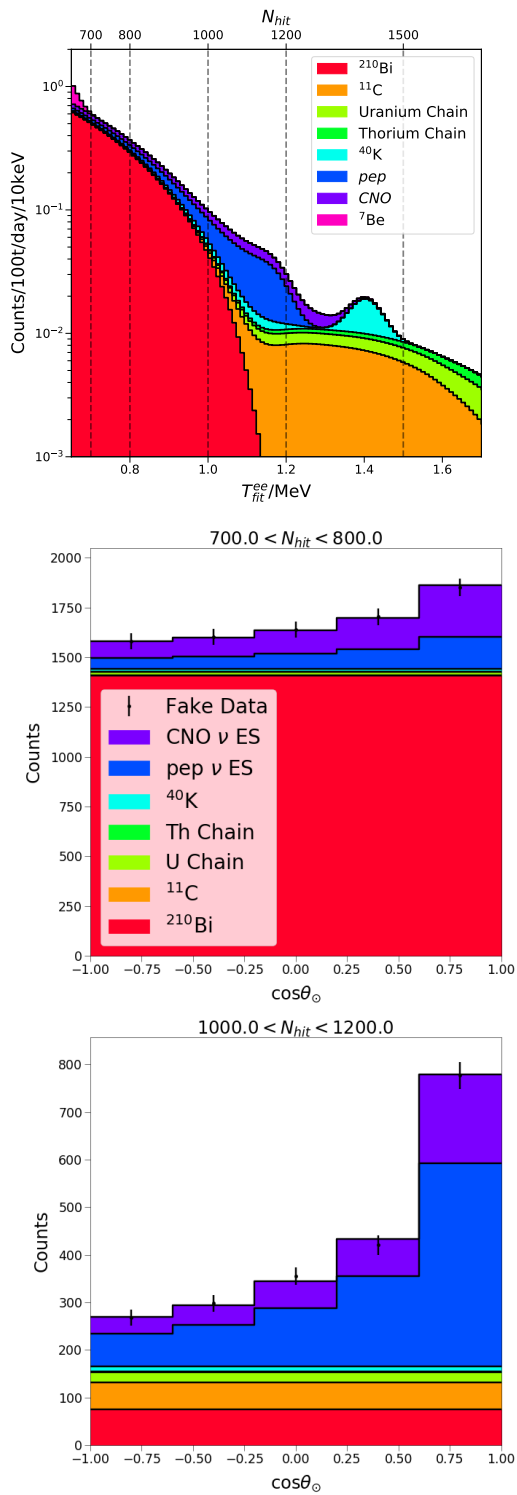 N_hit
700 800 1000 1200 1500
10⁰
10⁻¹
10⁻²
10⁻³
Counts/100t/day/10keV
²¹⁰Bi
¹¹C
Uranium Chain
Thorium Chain
⁴⁰K
pep
CNO
⁷Be
0.8 1.0 1.2 1.4 1.6
T^ee_fit/MeV
700.0 < N_hit < 800.0
2000
1750
1500
1250
1000
750
500
250
0
Counts
Fake Data
CNO ν ES
pep ν ES
⁴⁰K
Th Chain
U Chain
¹¹C
²¹⁰Bi
−1.00 −0.75 −0.50 −0.25 0.00 0.25 0.50 0.75 1.00
cosθ_⊙
1000.0 < N_hit < 1200.0
800
700
600
500
400
300
200
100
0
Counts
−1.00 −0.75 −0.50 −0.25 0.00 0.25 0.50 0.75 1.00
cosθ_⊙